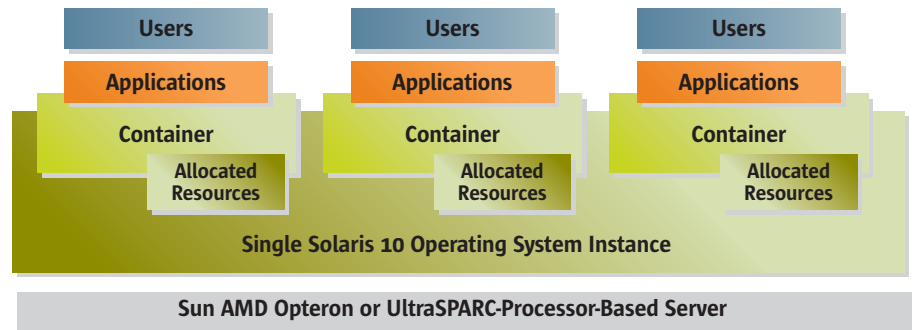 Users
Users
Users
Applications
Applications
Applications
Container
Container
Container
Allocated
Resources
Allocated
Resources
Allocated
Resources
Single Solaris 10 Operating System Instance
Sun AMD Opteron or UltraSPARC-Processor-Based Server